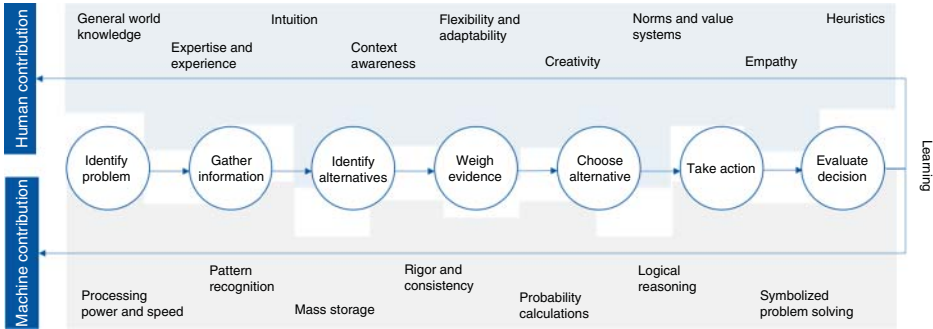 Human contribution
General world
knowledge
Expertise and
experience
Intuition
Context
awareness
Flexibility and
adaptability
Creativity
Norms and value
systems
Empathy
Heuristics
Identify
problem
Gather
information
Identify
alternatives
Weigh
evidence
Choose
alternative
Take action
Evaluate
decision
Learning
Machine contribution
Processing
power and speed
Pattern
recognition
Mass storage
Rigor and
consistency
Probability
calculations
Logical
reasoning
Symbolized
problem solving